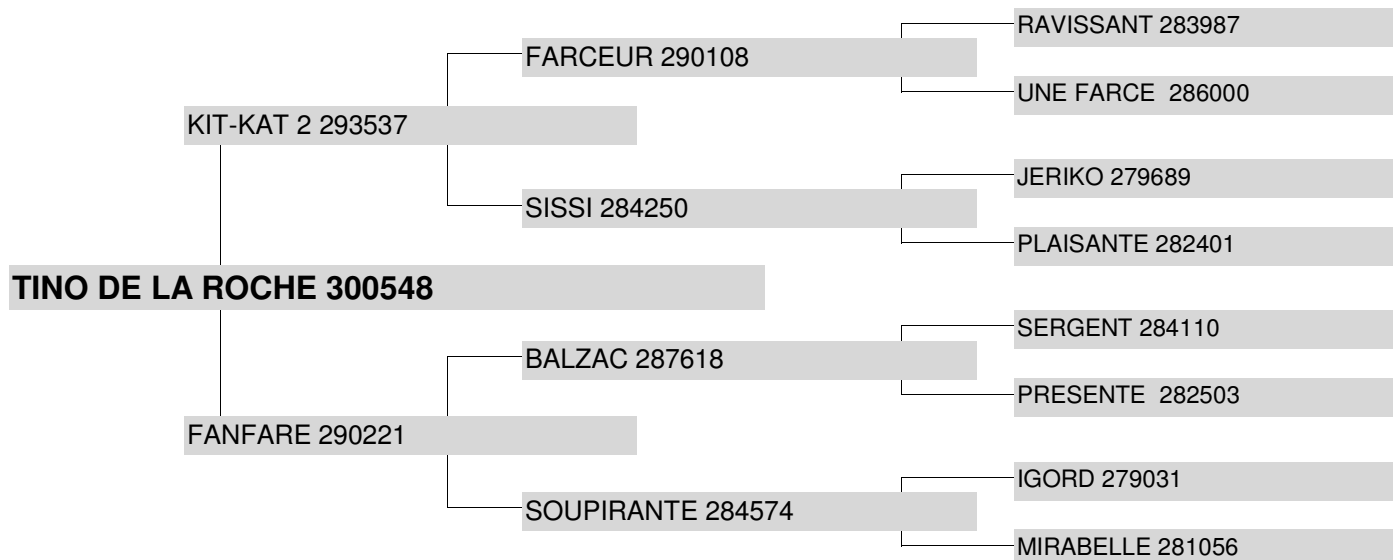 RAVISSANT 283987
FARCEUR 290108
UNE FARCE  286000
KIT-KAT 2 293537
JERIKO 279689
SISSI 284250
PLAISANTE 282401
TINO DE LA ROCHE 300548
SERGENT 284110
BALZAC 287618
PRESENTE  282503
FANFARE 290221
IGORD 279031
SOUPIRANTE 284574
MIRABELLE 281056